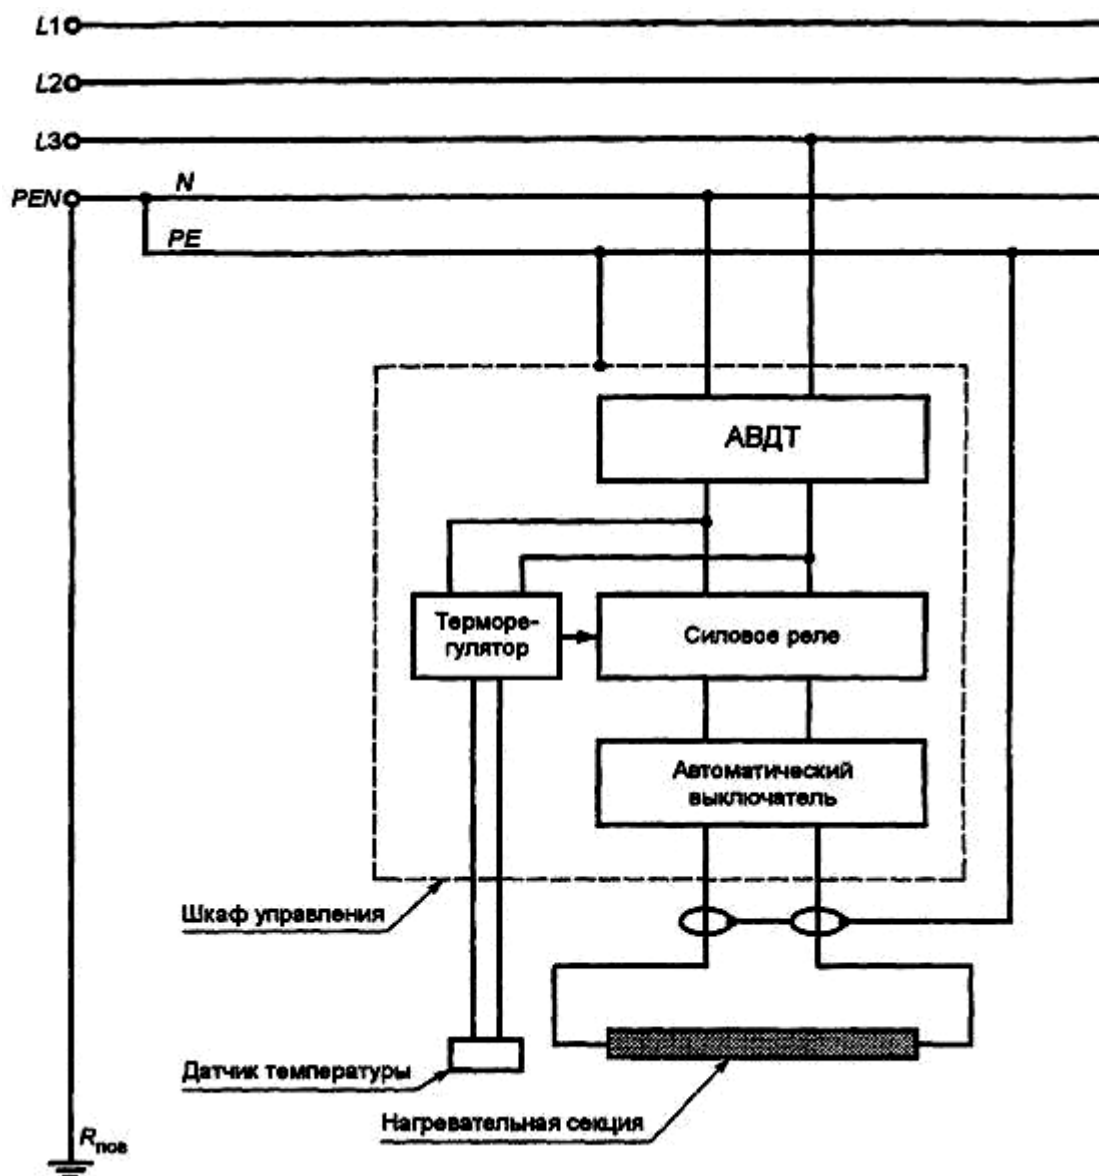 L1
L2
L3
PEN
N
PE
АВДТ
Терморе-
гулятор
Силовое реле
Автоматический
выключатель
Шкаф управления
Датчик температуры
Нагревательная секция
Rпов